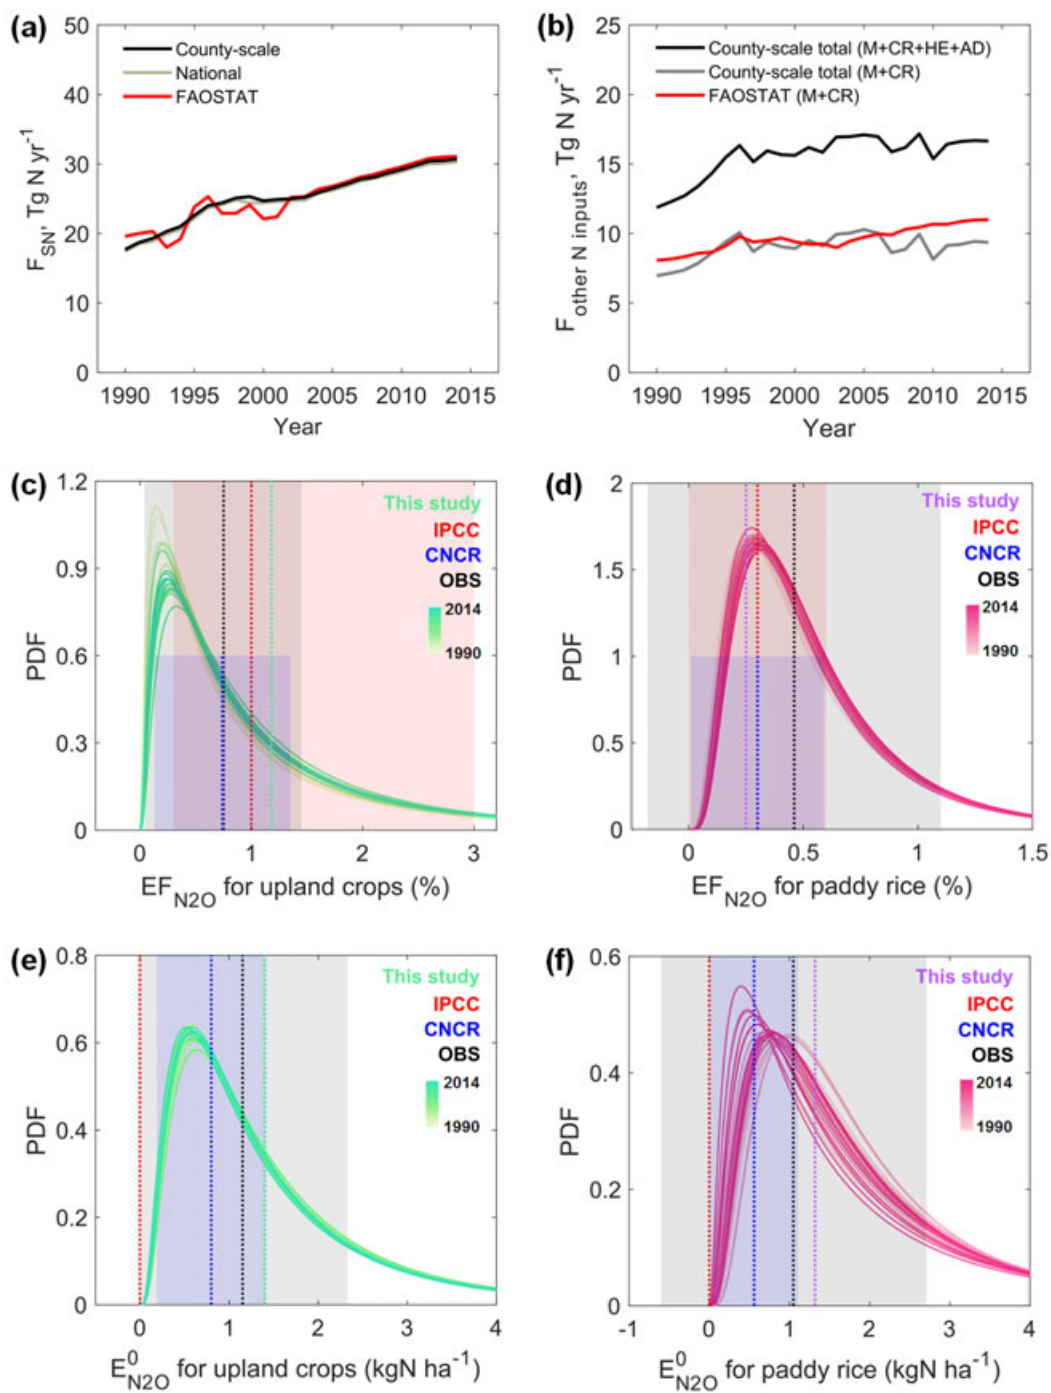 (a)
50
40
30
20
10
0
F_SN, Tg N yr⁻¹
County-scale
National
FAOSTAT
1990 1995 2000 2005 2010 2015
Year
(b)
25
20
15
10
5
0
F_other N inputs, Tg N yr⁻¹
County-scale total (M+CR+HE+AD)
County-scale total (M+CR)
FAOSTAT (M+CR)
1990 1995 2000 2005 2010 2015
Year
(c)
1.2
0.9
0.6
0.3
0
PDF
This study
IPCC
CNCR
OBS
2014
1990
0 1 2 3
EF_N2O for upland crops (%)
(d)
2
1.5
1
0.5
0
PDF
This study
IPCC
CNCR
OBS
2014
1990
0 0.5 1 1.5
EF_N2O for paddy rice (%)
(e)
0.8
0.6
0.4
0.2
0
PDF
This study
IPCC
CNCR
OBS
2014
1990
0 1 2 3 4
E⁰_N2O for upland crops (kgN ha⁻¹)
(f)
0.6
0.4
0.2
0
PDF
This study
IPCC
CNCR
OBS
2014
1990
-1 0 1 2 3 4
E⁰_N2O for paddy rice (kgN ha⁻¹)